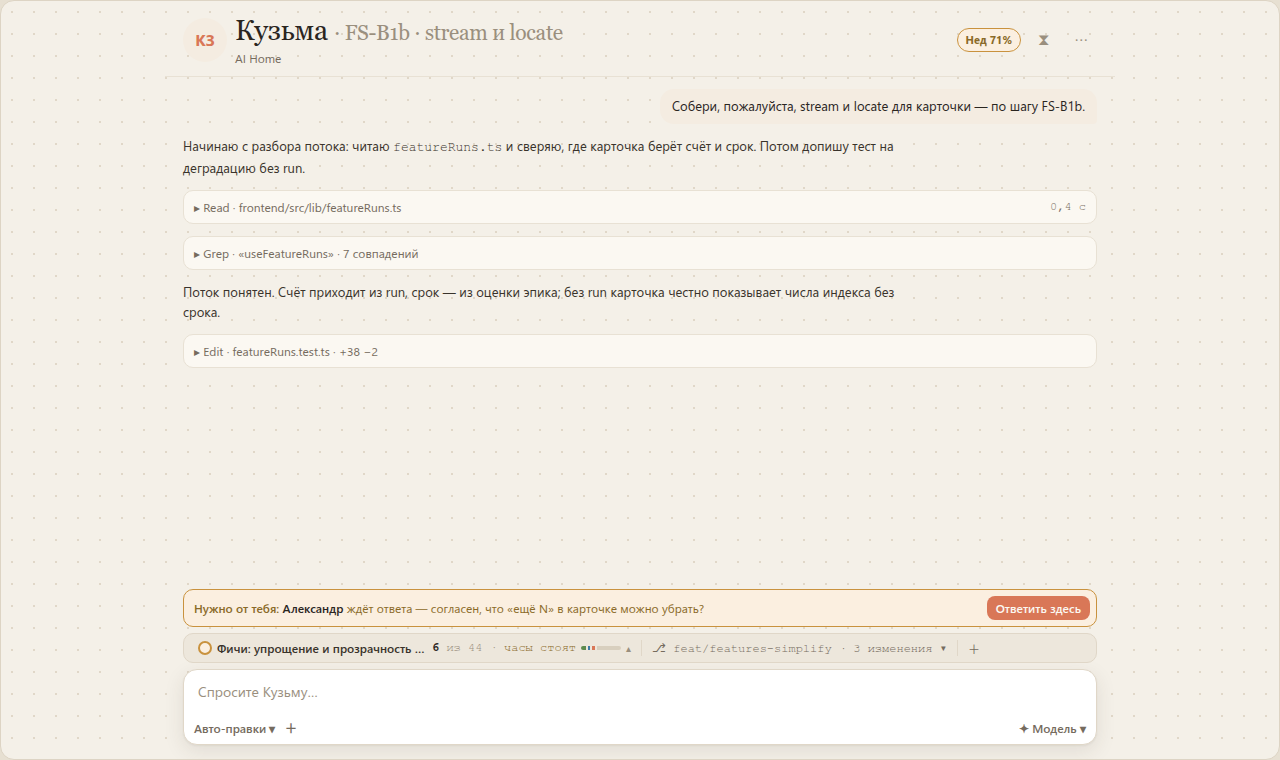 КЗ
Кузьма · FS-B1b · stream и locate
AI Home
Нед 71%
Собери, пожалуйста, stream и locate для карточки — по шагу FS-B1b.
Начинаю с разбора потока: читаю featureRuns.ts и сверяю, где карточка берёт счёт и срок. Потом допишу тест на
деградацию без run.
▸ Read · frontend/src/lib/featureRuns.ts 0,4 с
▸ Grep · «useFeatureRuns» · 7 совпадений
Поток понятен. Счёт приходит из run, срок — из оценки эпика; без run карточка честно показывает числа индекса без
срока.
▸ Edit · featureRuns.test.ts · +38 −2
Нужно от тебя: Александр ждёт ответа — согласен, что «ещё N» в карточке можно убрать? Ответить здесь
Фичи: упрощение и прозрачность ... 6 из 44 · часы стоят ▴ ⎇ feat/features-simplify · 3 изменения ▾ +
Спросите Кузьму...
Авто-правки ▾ + ✦ Модель ▾